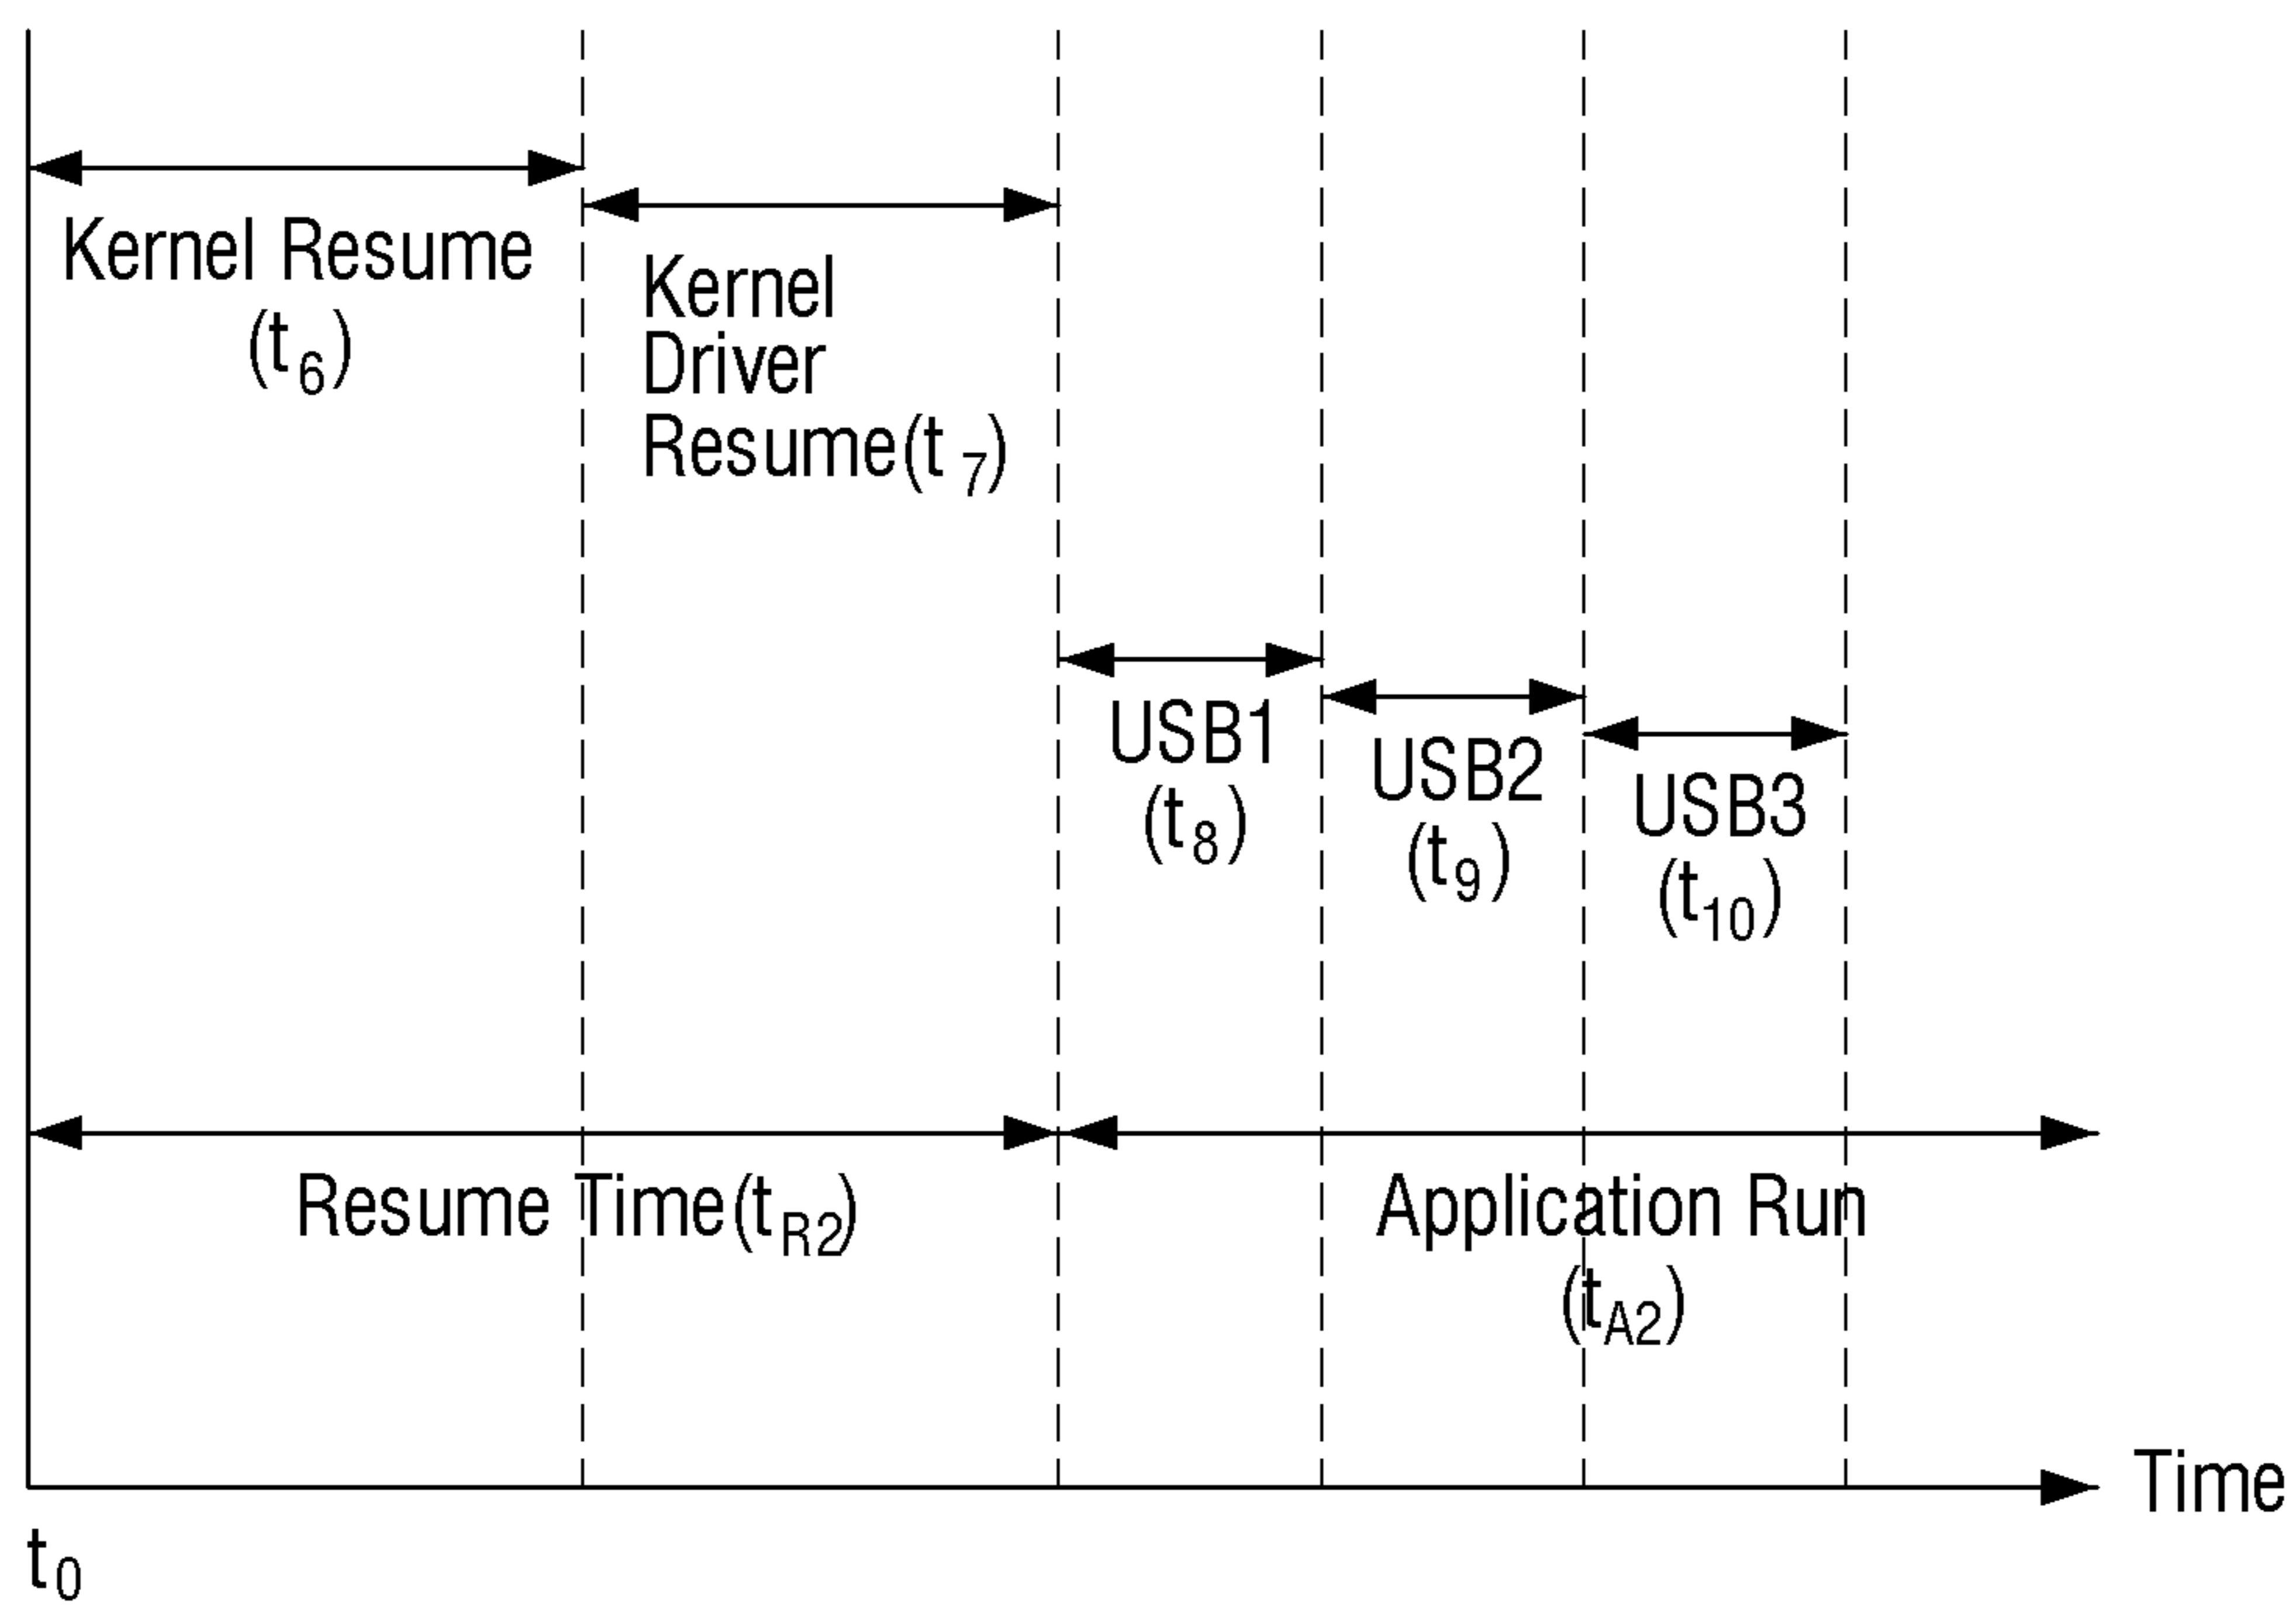 Kernel Resume
(t6)
Kernel
Driver
Resume(t7)
USB1
(t8)
USB2
(t9)
USB3
(t10)
Resume Time(tR2)
Application Run
(tA2)
Time
t0